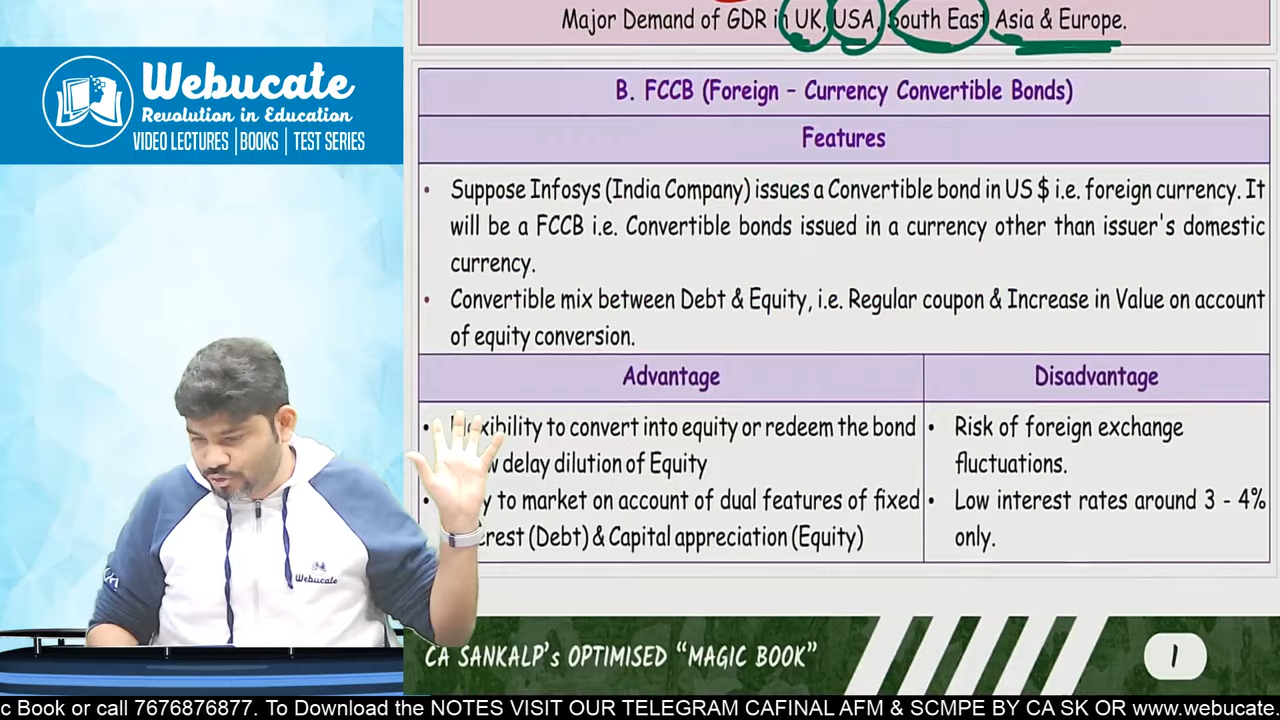 Major Demand of GDR in UK, USA, South East Asia & Europe.
Webucate
Revolution in Education
VIDEO LECTURES | BOOKS | TEST SERIES
B. FCCB (Foreign – Currency Convertible Bonds)
Features
• Suppose Infosys (India Company) issues a Convertible bond in US $ i.e. foreign currency. It
will be a FCCB i.e. Convertible bonds issued in a currency other than issuer's domestic
currency.
• Convertible mix between Debt & Equity, i.e. Regular coupon & Increase in Value on account
of equity conversion.
Advantage
• to convert into equity or redeem the bond
delay dilution of Equity
to market on account of dual features of fixed
(Debt) & Capital appreciation (Equity)
Disadvantage
• Risk of foreign exchange
fluctuations.
• Low interest rates around 3 - 4%
only.
Webucate
CA SANKALP's OPTIMISED "MAGIC BOOK"
1
c Book or call 7676876877. To Download the NOTES VISIT OUR TELEGRAM CAFINAL AFM & SCMPE BY CA SK OR www.webucate.